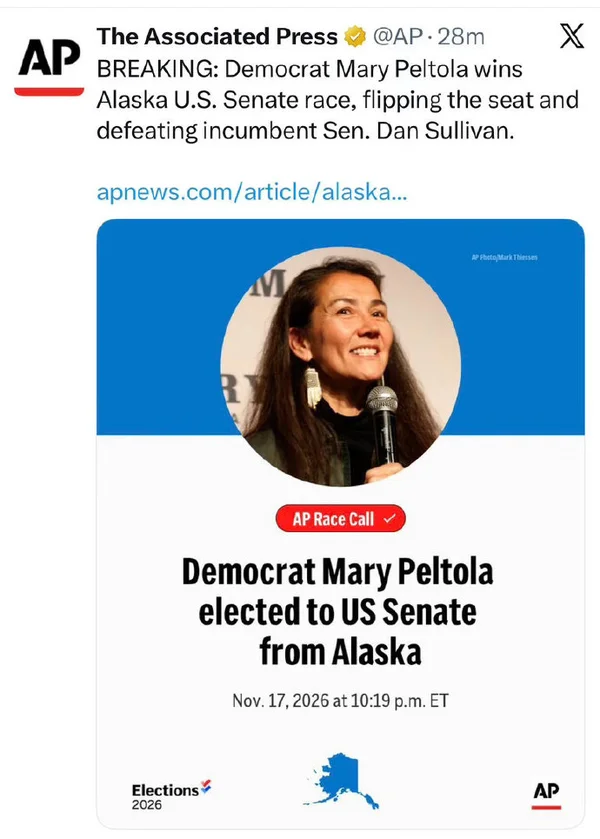 AP
The Associated Press @AP · 28m
BREAKING: Democrat Mary Peltola wins
Alaska U.S. Senate race, flipping the seat and
defeating incumbent Sen. Dan Sullivan.
apnews.com/article/alaska...
AP Photo/Mark Thiessen
M
RY
AP Race Call
Democrat Mary Peltola
elected to US Senate
from Alaska
Nov. 17, 2026 at 10:19 p.m. ET
Elections
2026
AP